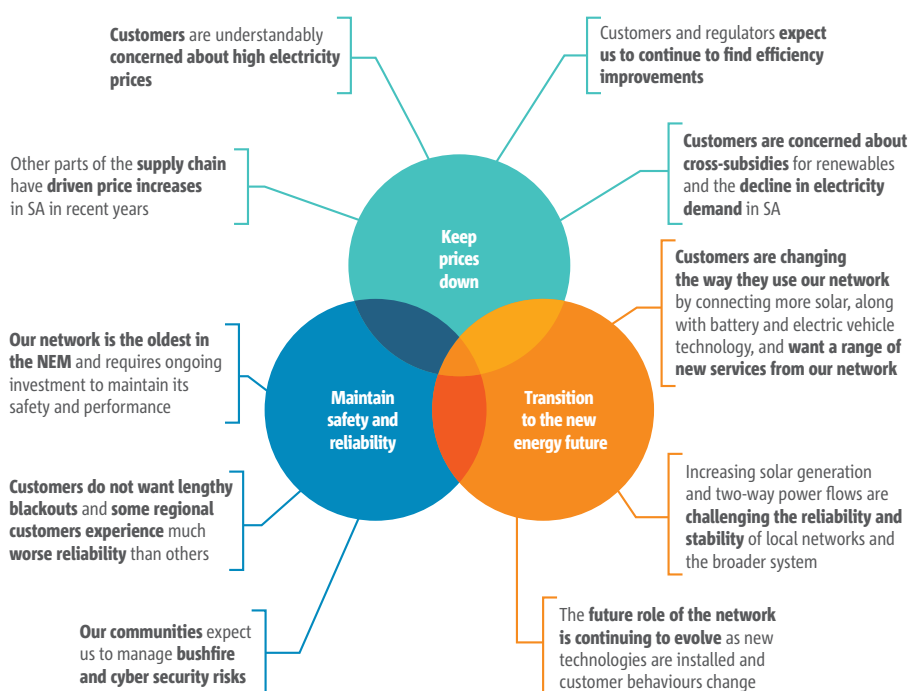 Customers are understandably
concerned about high electricity
prices
Customers and regulators expect
us to continue to find efficiency
improvements
Other parts of the supply chain
have driven price increases
in SA in recent years
Customers are concerned about
cross-subsidies for renewables
and the decline in electricity
demand in SA
Keep
prices
down
Customers are changing
the way they use our network
by connecting more solar, along
with battery and electric vehicle
technology, and want a range of
new services from our network
Our network is the oldest in
the NEM and requires ongoing
investment to maintain its
safety and performance
Maintain
safety and
reliability
Transition
to the new
energy future
Customers do not want lengthy
blackouts and some regional
customers experience much
worse reliability than others
Increasing solar generation
and two-way power flows are
challenging the reliability and
stability of local networks and
the broader system
Our communities expect
us to manage bushfire
and cyber security risks
The future role of the network
is continuing to evolve as new
technologies are installed and
customer behaviours change